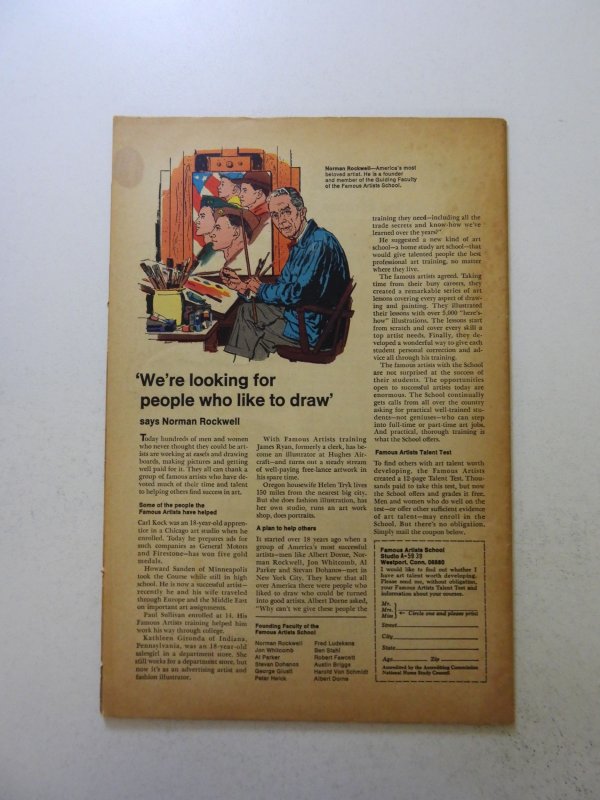 Norman Rockwell—America's most
beloved artist. He is a founder
and member of the Guiding Faculty
of the Famous Artists School.
'We're looking for
people who like to draw'
says Norman Rockwell
Today hundreds of men and women
who never thought they could be art-
ists are working at easels and drawing
boards, making pictures and getting
well paid for it. They all can thank a
group of famous artists who have de-
voted much of their time and talent
to helping others find success in art.
Some of the people the
Famous Artists have helped
Carl Kock was an 18-year-old appren-
tice in a Chicago art studio when he
enrolled. Today he prepares ads for
such companies as General Motors
and Firestone—has won five gold
medals.
Howard Sanden of Minneapolis
took the Course while still in high
school. He is now a successful artist—
recently he and his wife traveled
through Europe and the Middle East
on important art assignments.
Paul Sullivan enrolled at 14. His
Famous Artists training helped him
work his way through college.
Kathleen Gironda of Indiana,
Pennsylvania, was an 18-year-old
salesgirl in a department store. She
still works for a department store, but
now it's as an advertising artist and
fashion illustrator.
With Famous Artists training
James Ryan, formerly a clerk, has be-
come an illustrator at Hughes Air-
craft—and turns out a steady stream
of well-paying free-lance artwork in
his spare time.
Oregon housewife Helen Tryk lives
150 miles from the nearest big city.
But she does fashion illustration, has
her own studio, runs an art work
shop, does portraits.
A plan to help others
It started over 18 years ago when a
group of America's most successful
artists—men like Albert Dorne, Nor-
man Rockwell, Jon Whitcomb, Al
Parker and Stevan Dohanos—met in
New York City. They knew that all
over America there were people who
liked to draw who could be turned
into good artists. Albert Dorne asked,
"Why can't we give these people the
Founding Faculty of the
Famous Artists School
Norman Rockwell
Jon Whitcomb
Al Parker
Stevan Dohanos
George Giusti
Peter Helck
Fred Ludekens
Ben Stahl
Robert Fawcett
Austin Briggs
Harold Von Schmidt
Albert Dorne
training they need—including all the
trade secrets and know-how we've
learned over the years?"
He suggested a new kind of art
school—a home study art school—that
would give talented people the best
professional art training, no matter
where they live.
The famous artists agreed. Taking
time from their busy careers, they
created a remarkable series of art
lessons covering every aspect of draw-
ing and painting. They illustrated
their lessons with over 5,000 "here's-
how" illustrations. The lessons start
from scratch and cover every skill a
top artist needs. Finally, they de-
veloped a wonderful way to give each
student personal correction and ad-
vice all through his training.
The famous artists with the School
are not surprised at the success of
their students. The opportunities
open to successful artists today are
enormous. The School continually
gets calls from all over the country
asking for practical well-trained stu-
dents—not geniuses—who can step
into full-time or part-time art jobs.
And practical, thorough training is
what the School offers.
Famous Artists Talent Test
To find others with art talent worth
developing, the Famous Artists
created a 12-page Talent Test. Thou-
sands paid to take this test, but now
the School offers and grades it free.
Men and women who do well on the
test—or offer other sufficient evidence
of art talent—may enroll in the
School. But there's no obligation.
Simply mail the coupon below.
Famous Artists School
Studio A-5939
Westport, Conn. 06880
I would like to find out whether I
have art talent worth developing.
Please send me, without obligation,
your Famous Artists Talent Test and
information about your courses.
Mr.
Mrs.
Miss
Circle one and please print
Street
City
State
Age Zip
Accredited by the Accrediting Commission
National Home Study Council.